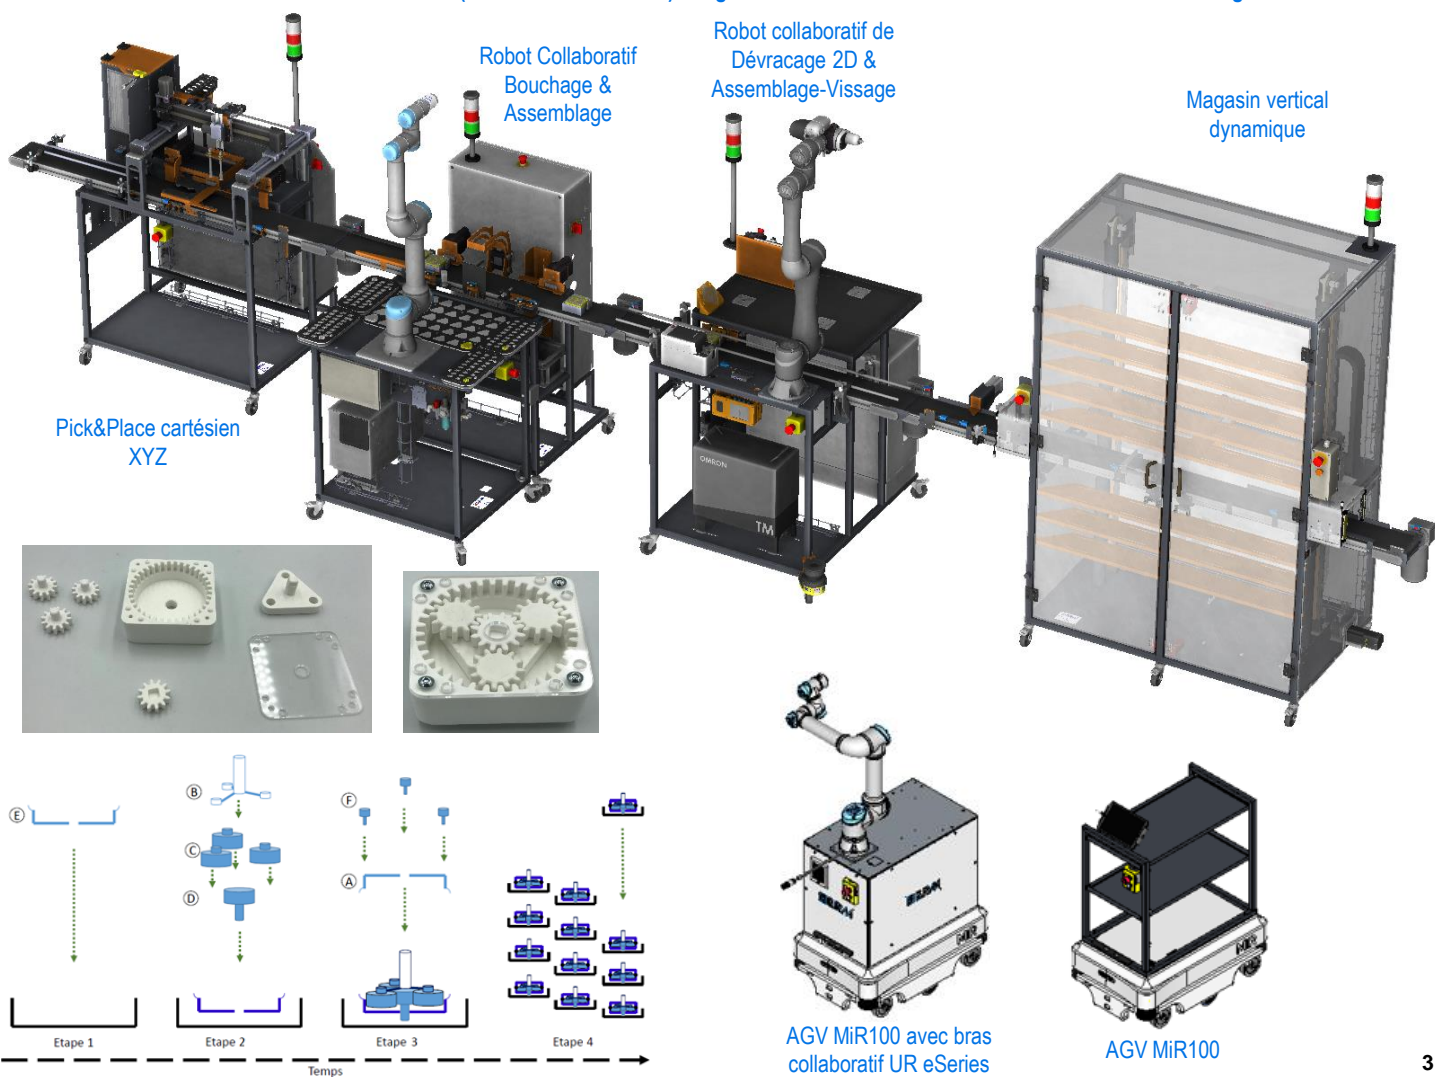 Robot Collaboratif
Bouchage &
Assemblage
Robot collaboratif de
Dévracage 2D &
Assemblage-Vissage
Magasin vertical
dynamique
Pick&Place cartésien
XYZ
OMRON
TM
E
B
C
D
F
A
Etape 1
Etape 2
Etape 3
Etape 4
Temps
MiR
MiR
AGV MiR100 avec bras
collaboratif UR eSeries
AGV MiR100
3